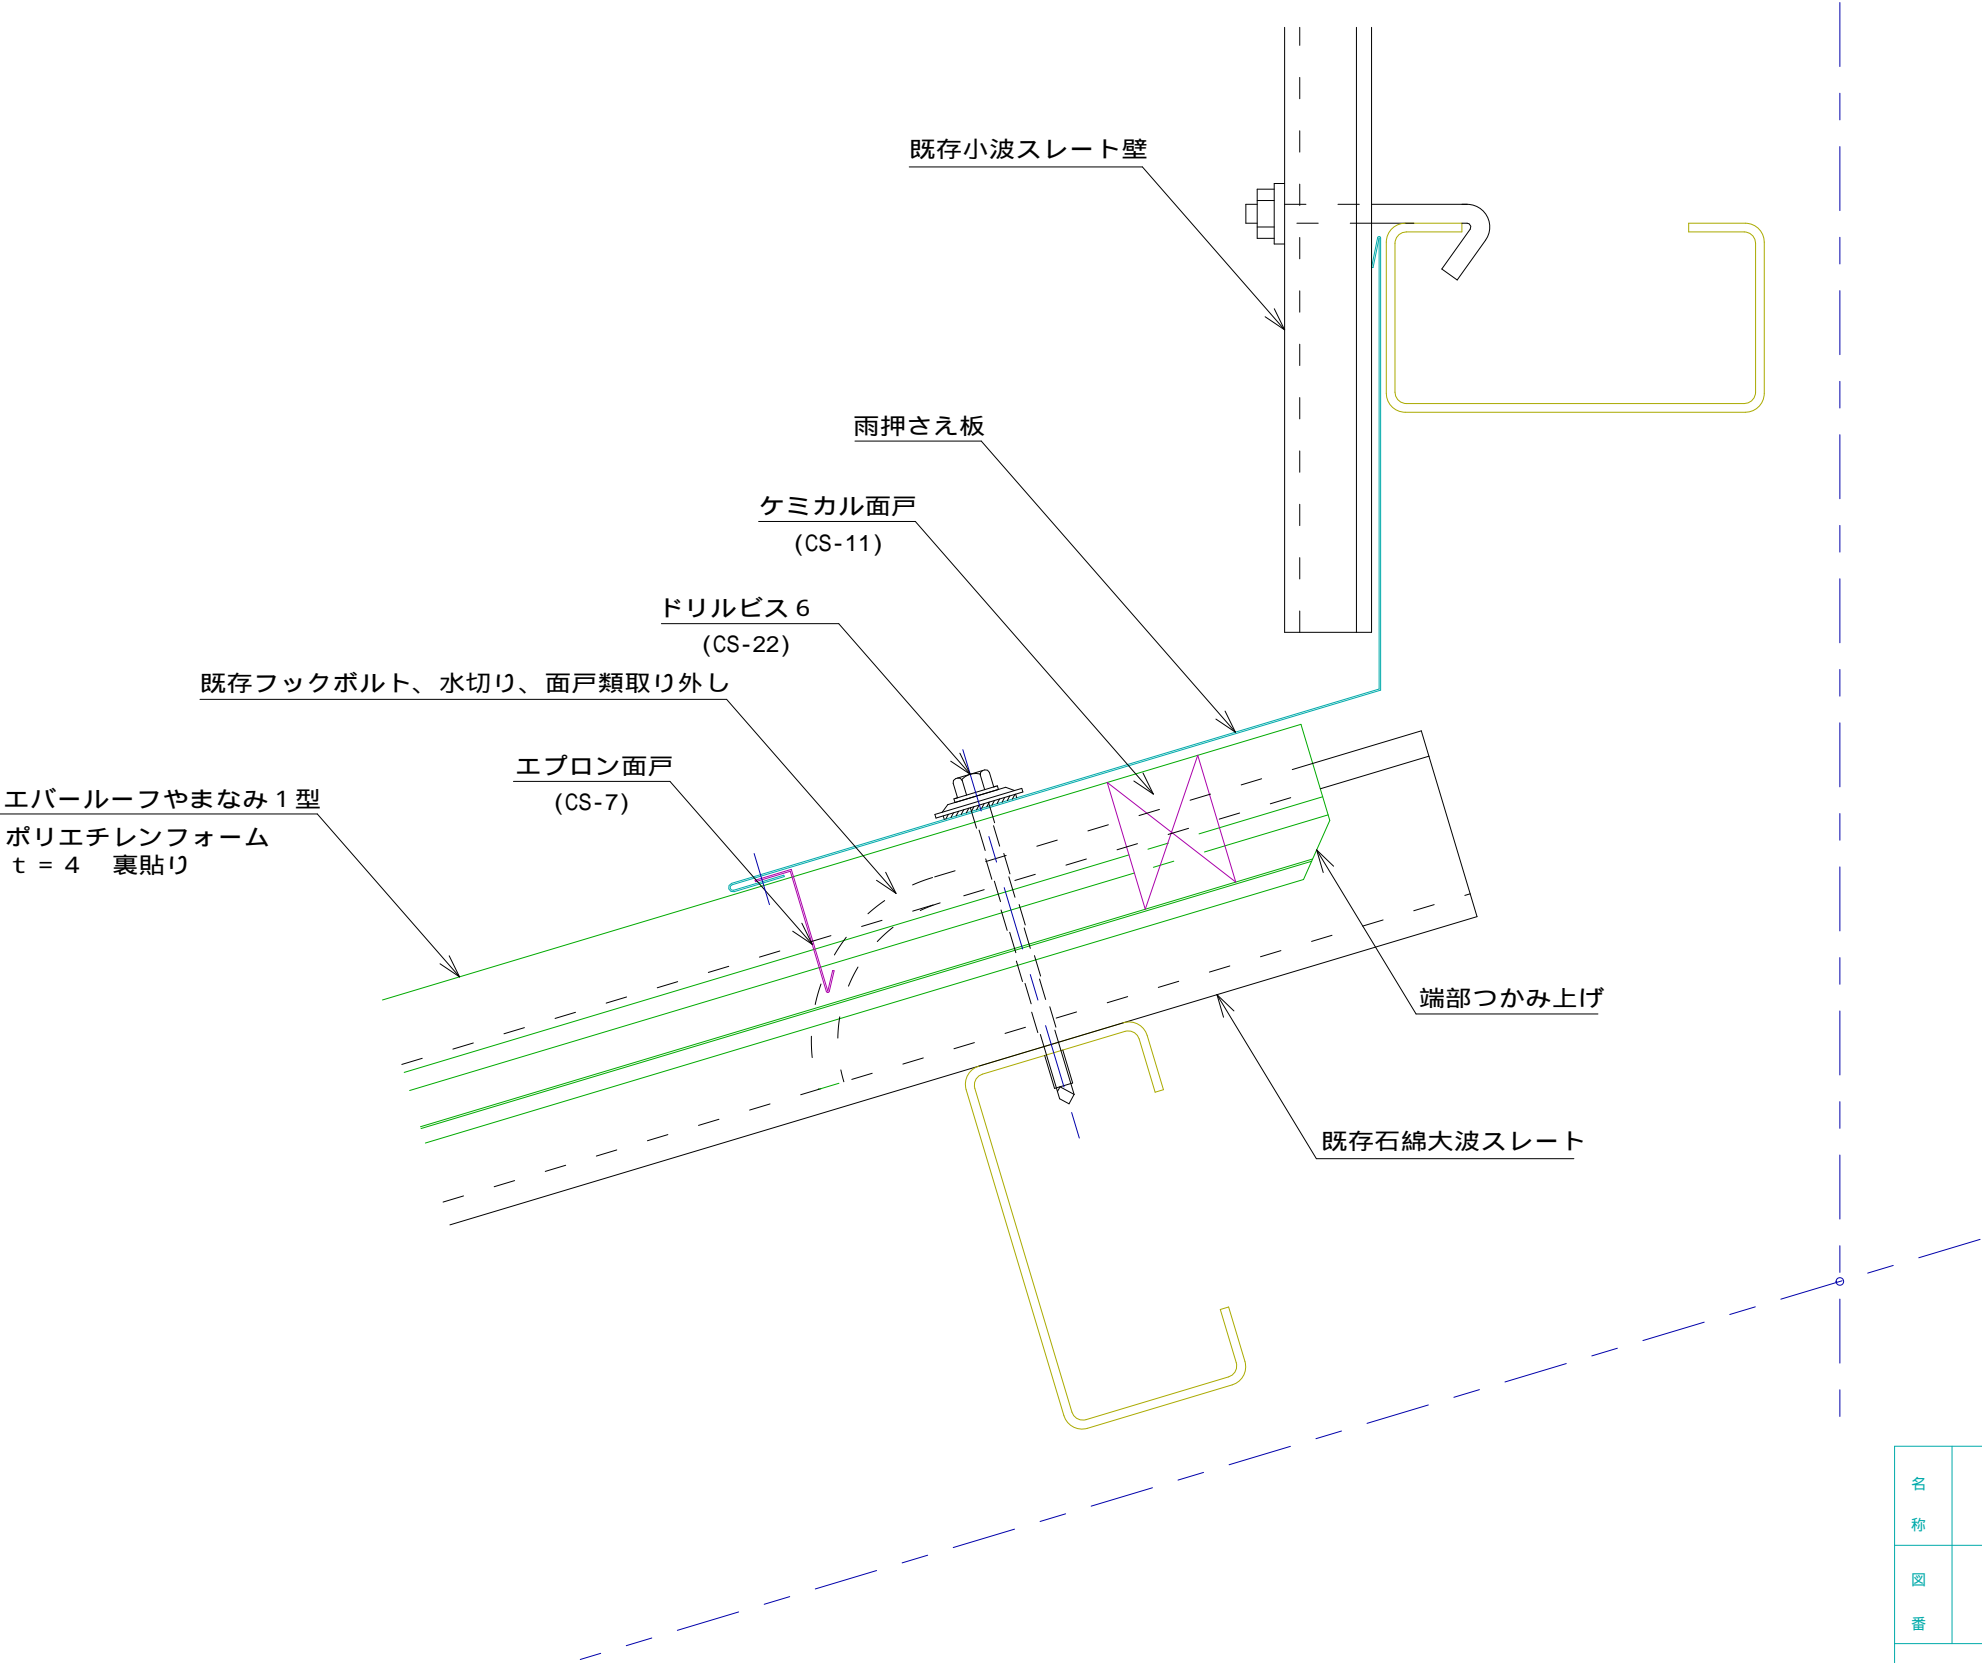 既存小波スレート壁
雨押さえ板
ケミカル面戸
(CS-11)
ドリルビス6
(CS-22)
既存フックボルト、水切り、面戸類取り外し
エプロン面戸
(CS-7)
エバールーフやまなみ1型
ポリエチレンフォーム
t=4 裏貼り
端部つかみ上げ
既存石綿大波スレート
名
称
図
番